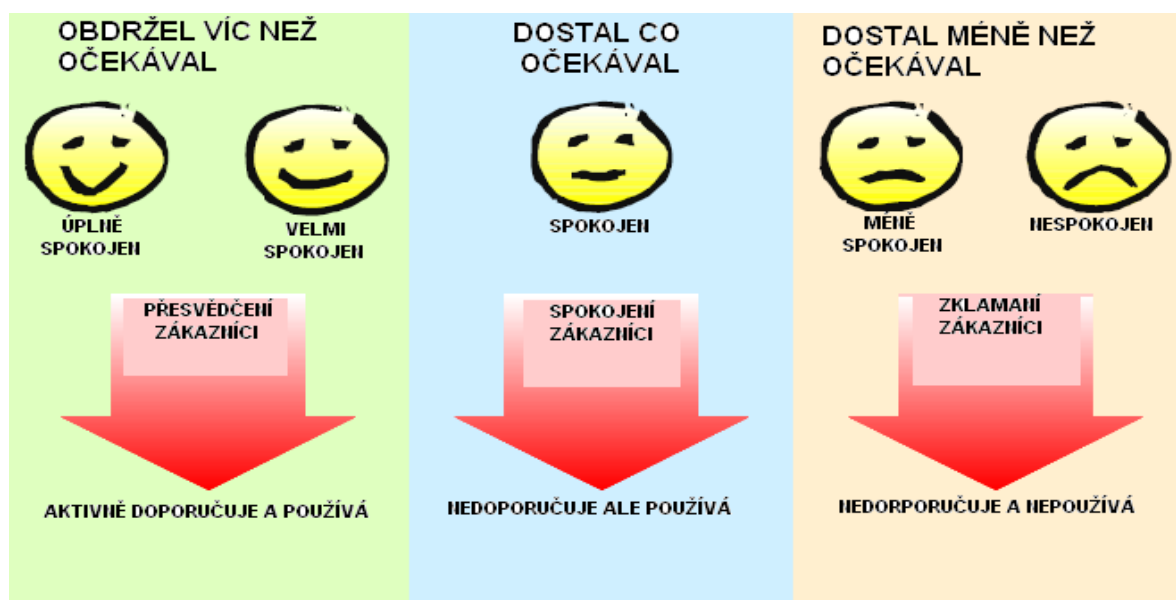 OBDRŽEL VÍC NEŽ
OČEKÁVAL
ÚPLNĚ
SPOKOJEN
VELMI
SPOKOJEN
PŘESVĚDČENÍ
ZÁKAZNÍCI
AKTIVNĚ DOPORUČUJE A POUŽÍVÁ
DOSTAL CO
OČEKÁVAL
SPOKOJEN
SPOKOJENÍ
ZÁKAZNÍCI
NEDOPORUČUJE ALE POUŽÍVÁ
DOSTAL MÉNĚ NEŽ
OČEKÁVAL
MÉNĚ
SPOKOJEN
NESPOKOJEN
ZKLAMANÍ
ZÁKAZNÍCI
NEDORPORUČUJE A NEPOUŽÍVÁ